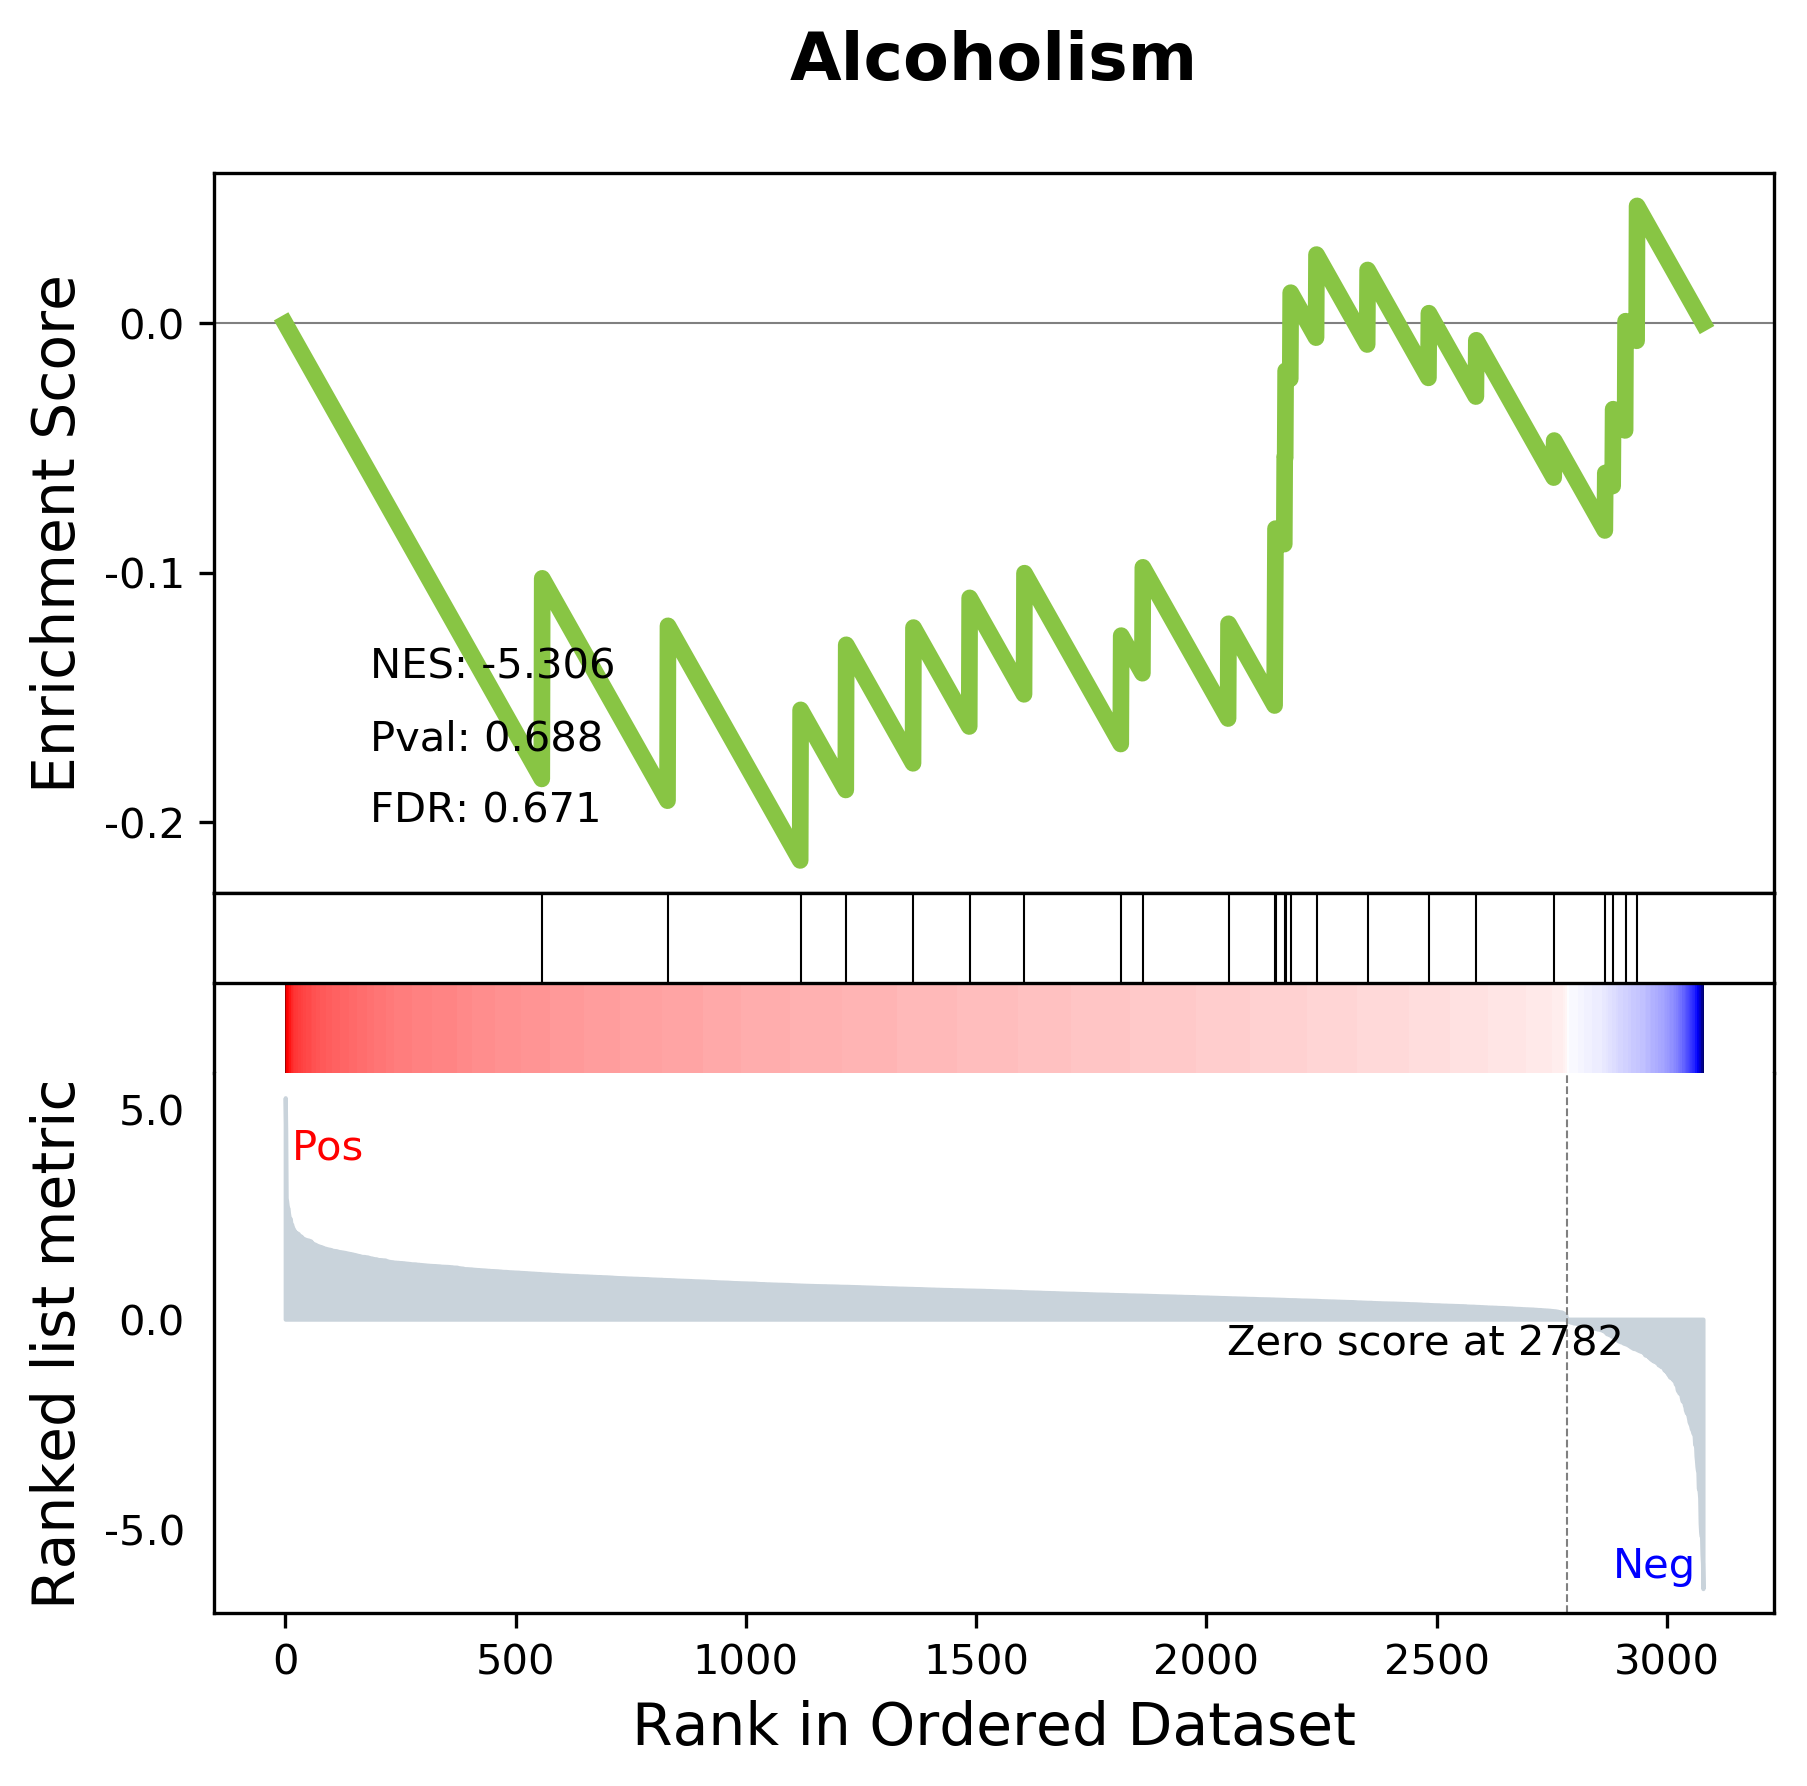 Alcoholism
Enrichment Score
0.0
-0.1
-0.2
NES: -5.306
Pval: 0.688
FDR: 0.671
Ranked list metric
5.0
0.0
-5.0
Pos
Zero score at 2782
Neg
0 500 1000 1500 2000 2500 3000
Rank in Ordered Dataset